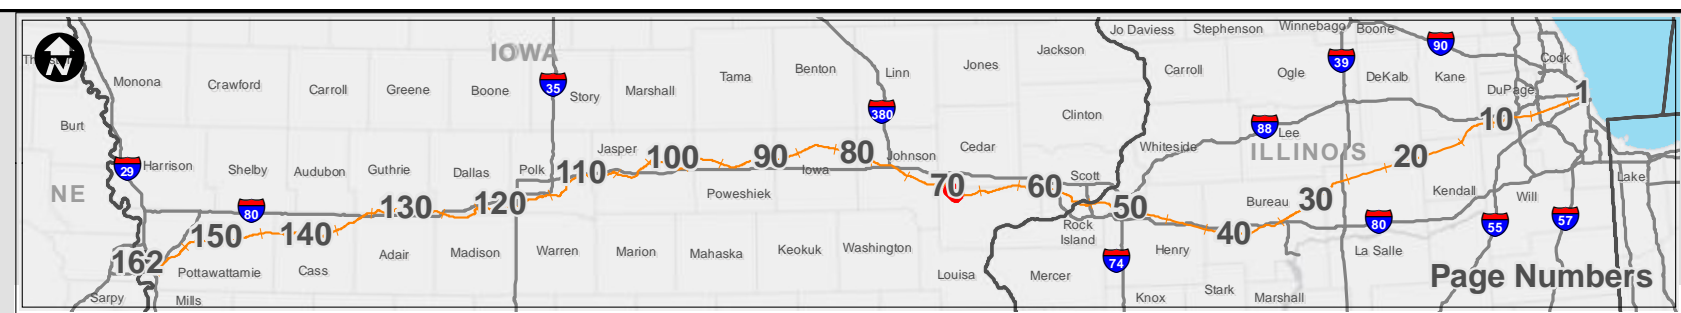 Jo Daviess Stephenson Winnebago Boone
N
IOWA
Jackson
90
Cook
39
Th
Monona Crawford Carroll Greene Boone 35 Story Marshall Tama Benton Linn Jones Carroll Ogle DeKalb Kane DuPage 1
380
Clinton
10
Burt
88 Lee
Whiteside ILLINOIS
Jasper
29 Harrison Shelby Audubon Guthrie Dallas Polk 110 100 90 80 Johnson Cedar 20
Iowa
Scott
Lake
NE
Poweshiek
70 60
Kendall Will
80
130 120
50
Bureau 30
150 140
Rock
Island
40
80 55 57
162
Pottawattamie Cass Adair Madison Warren Marion Mahaska Keokuk Washington
Henry
La Salle
74
Louisa Mercer
Stark
Page Numbers
Sarpy Mills
Knox
Marshall